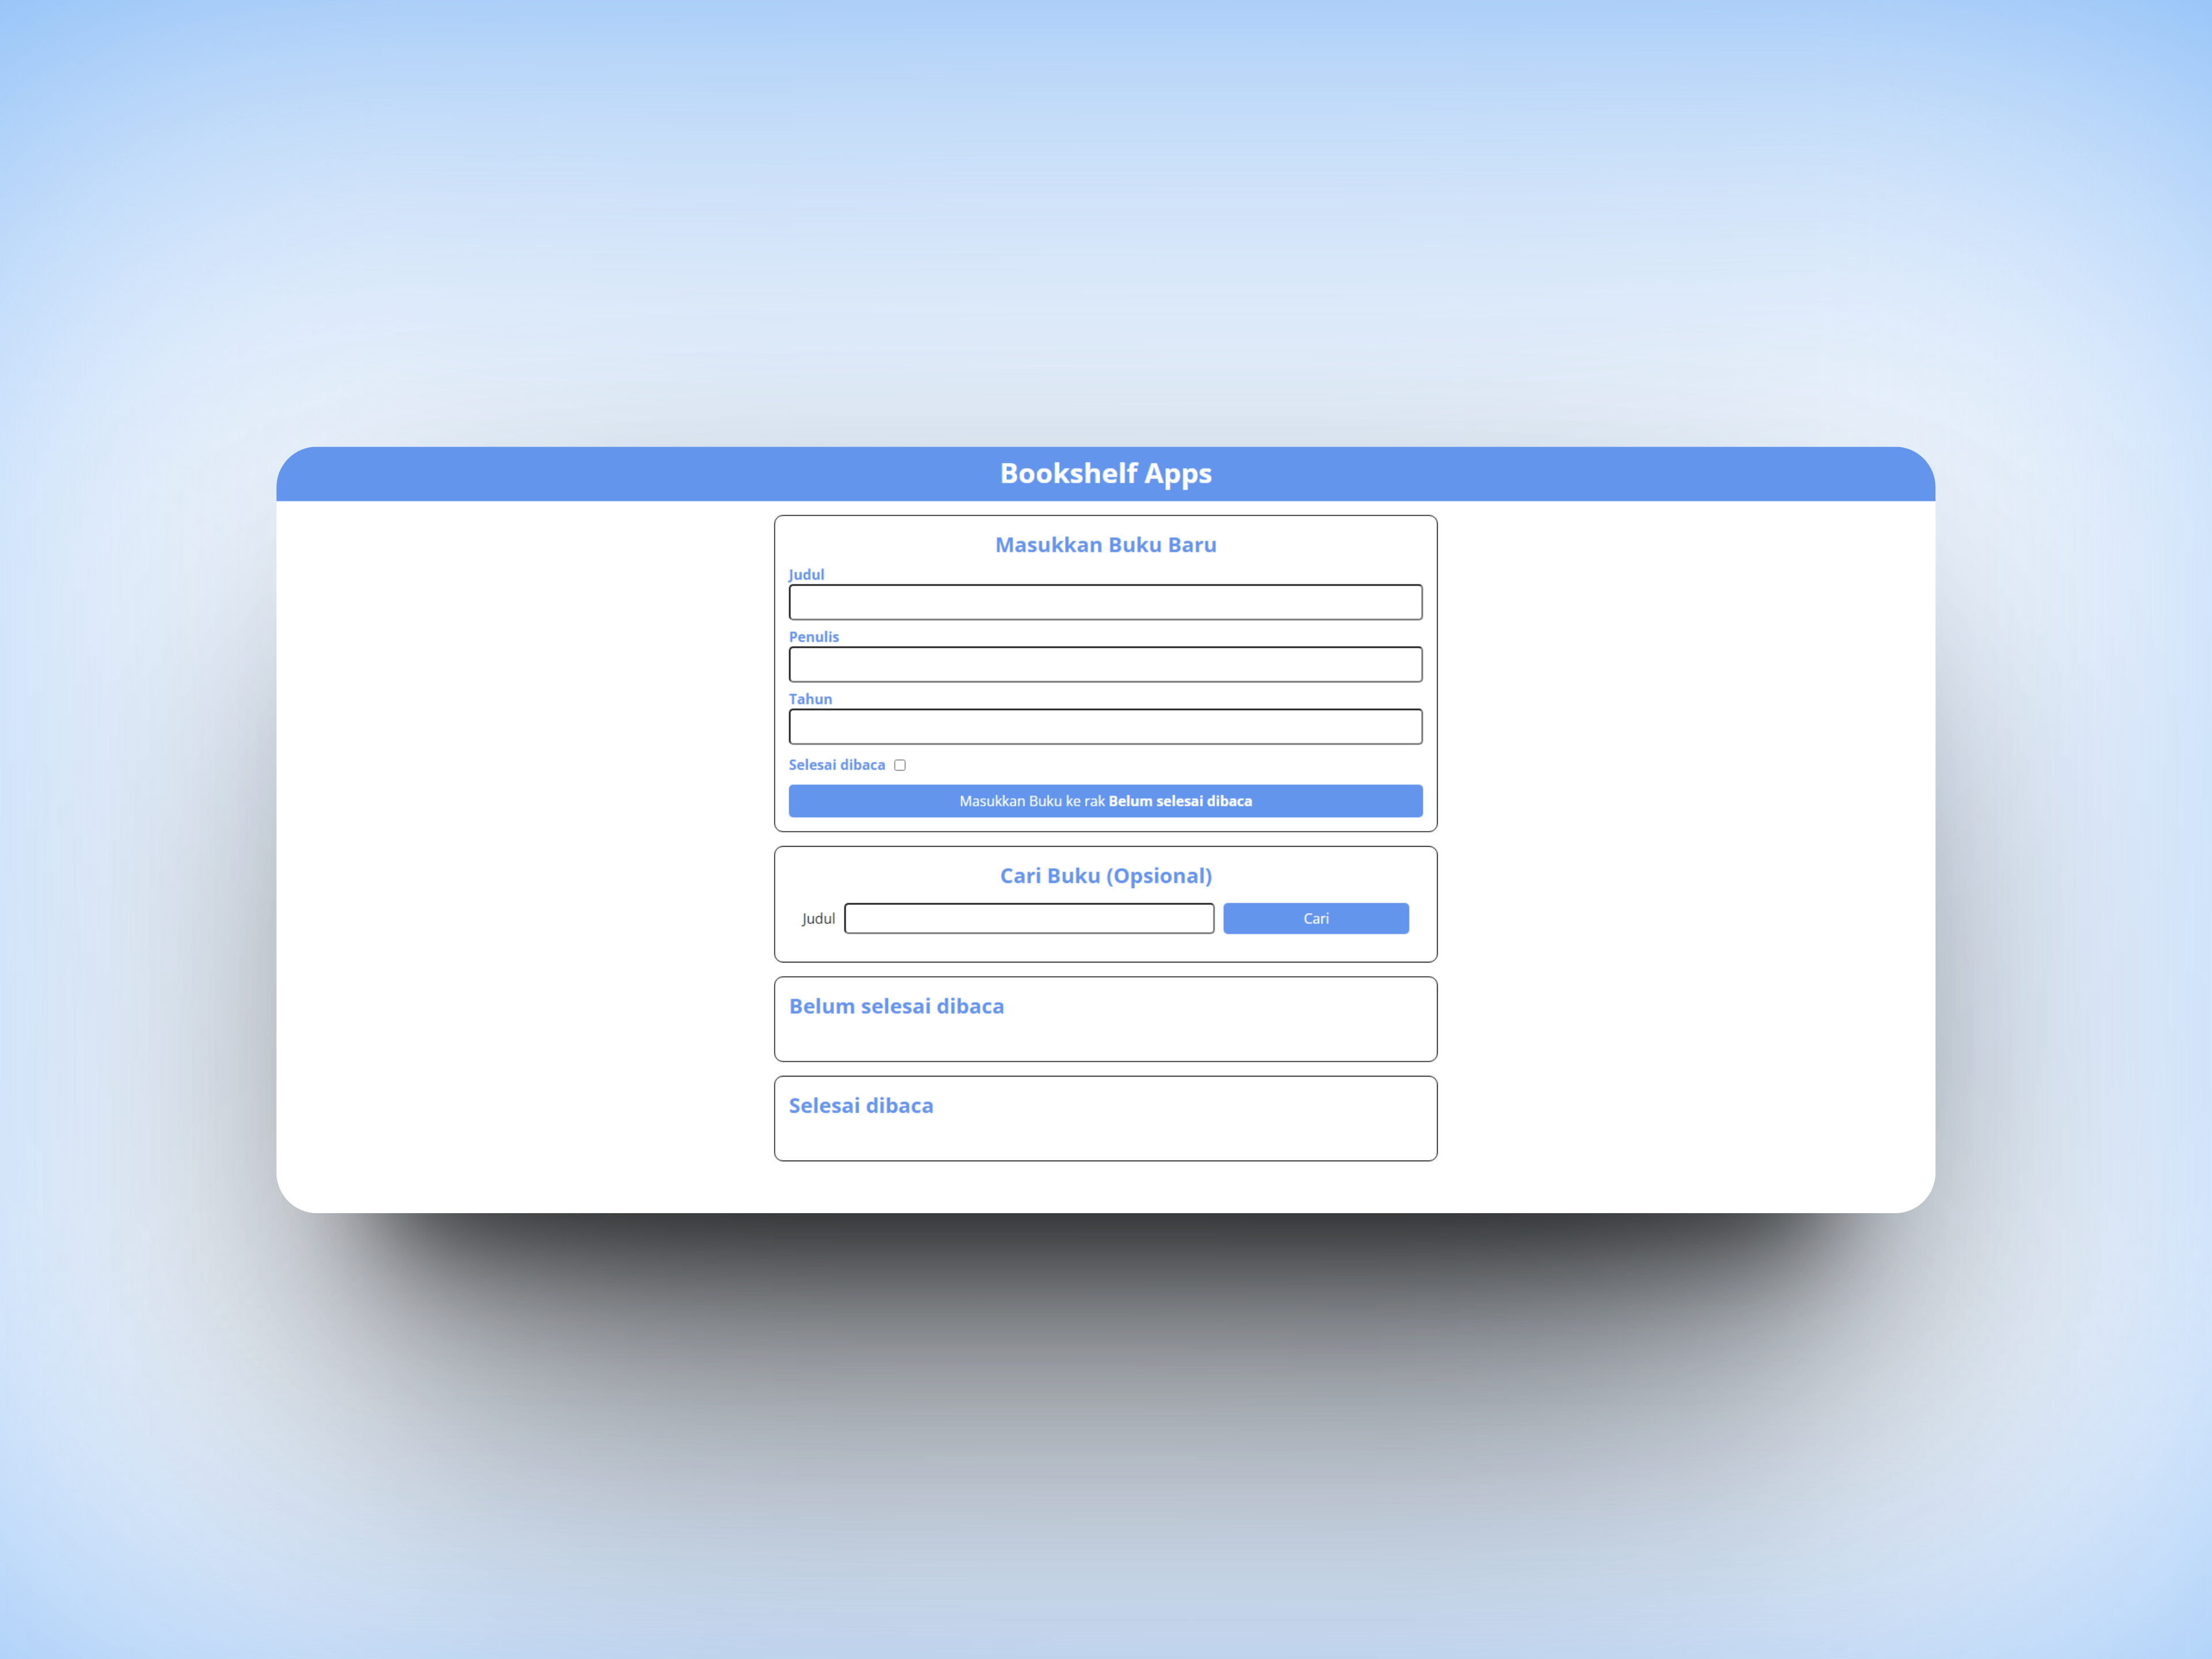 Bookshelf Apps
Masukkan Buku Baru
Judul
Penulis
Tahun
Selesai dibaca
Masukkan Buku ke rak Belum selesai dibaca
Cari Buku (Opsional)
Judul
Cari
Belum selesai dibaca
Selesai dibaca